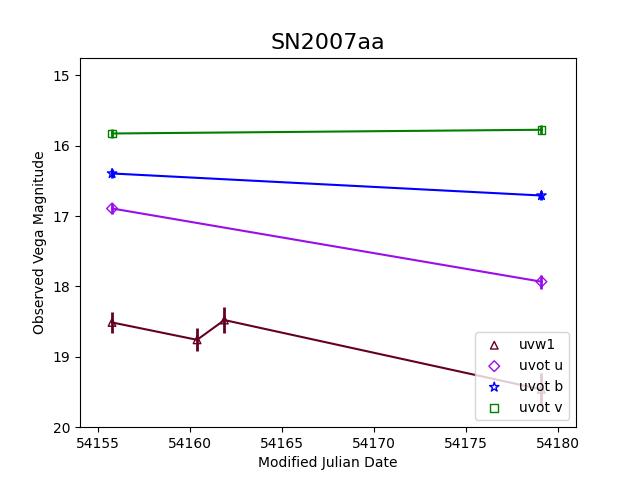 SN2007aa
15
16
17
18
19
20
Observed Vega Magnitude
54155 54160 54165 54170 54175 54180
Modified Julian Date
uvw1
uvot u
uvot b
uvot v